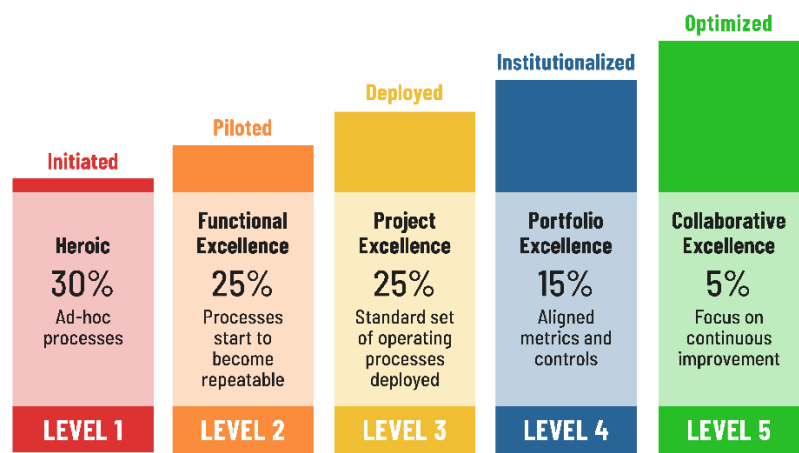 Initiated
Heroic
30%
Ad-hoc
processes
LEVEL 1
Piloted
Functional
Excellence
25%
Processes
start to
become
repeatable
LEVEL 2
Deployed
Project
Excellence
25%
Standard set
of operating
processes
deployed
LEVEL 3
Institutionalized
Portfolio
Excellence
15%
Aligned
metrics and
controls
LEVEL 4
Optimized
Collaborative
Excellence
5%
Focus on
continuous
improvement
LEVEL 5